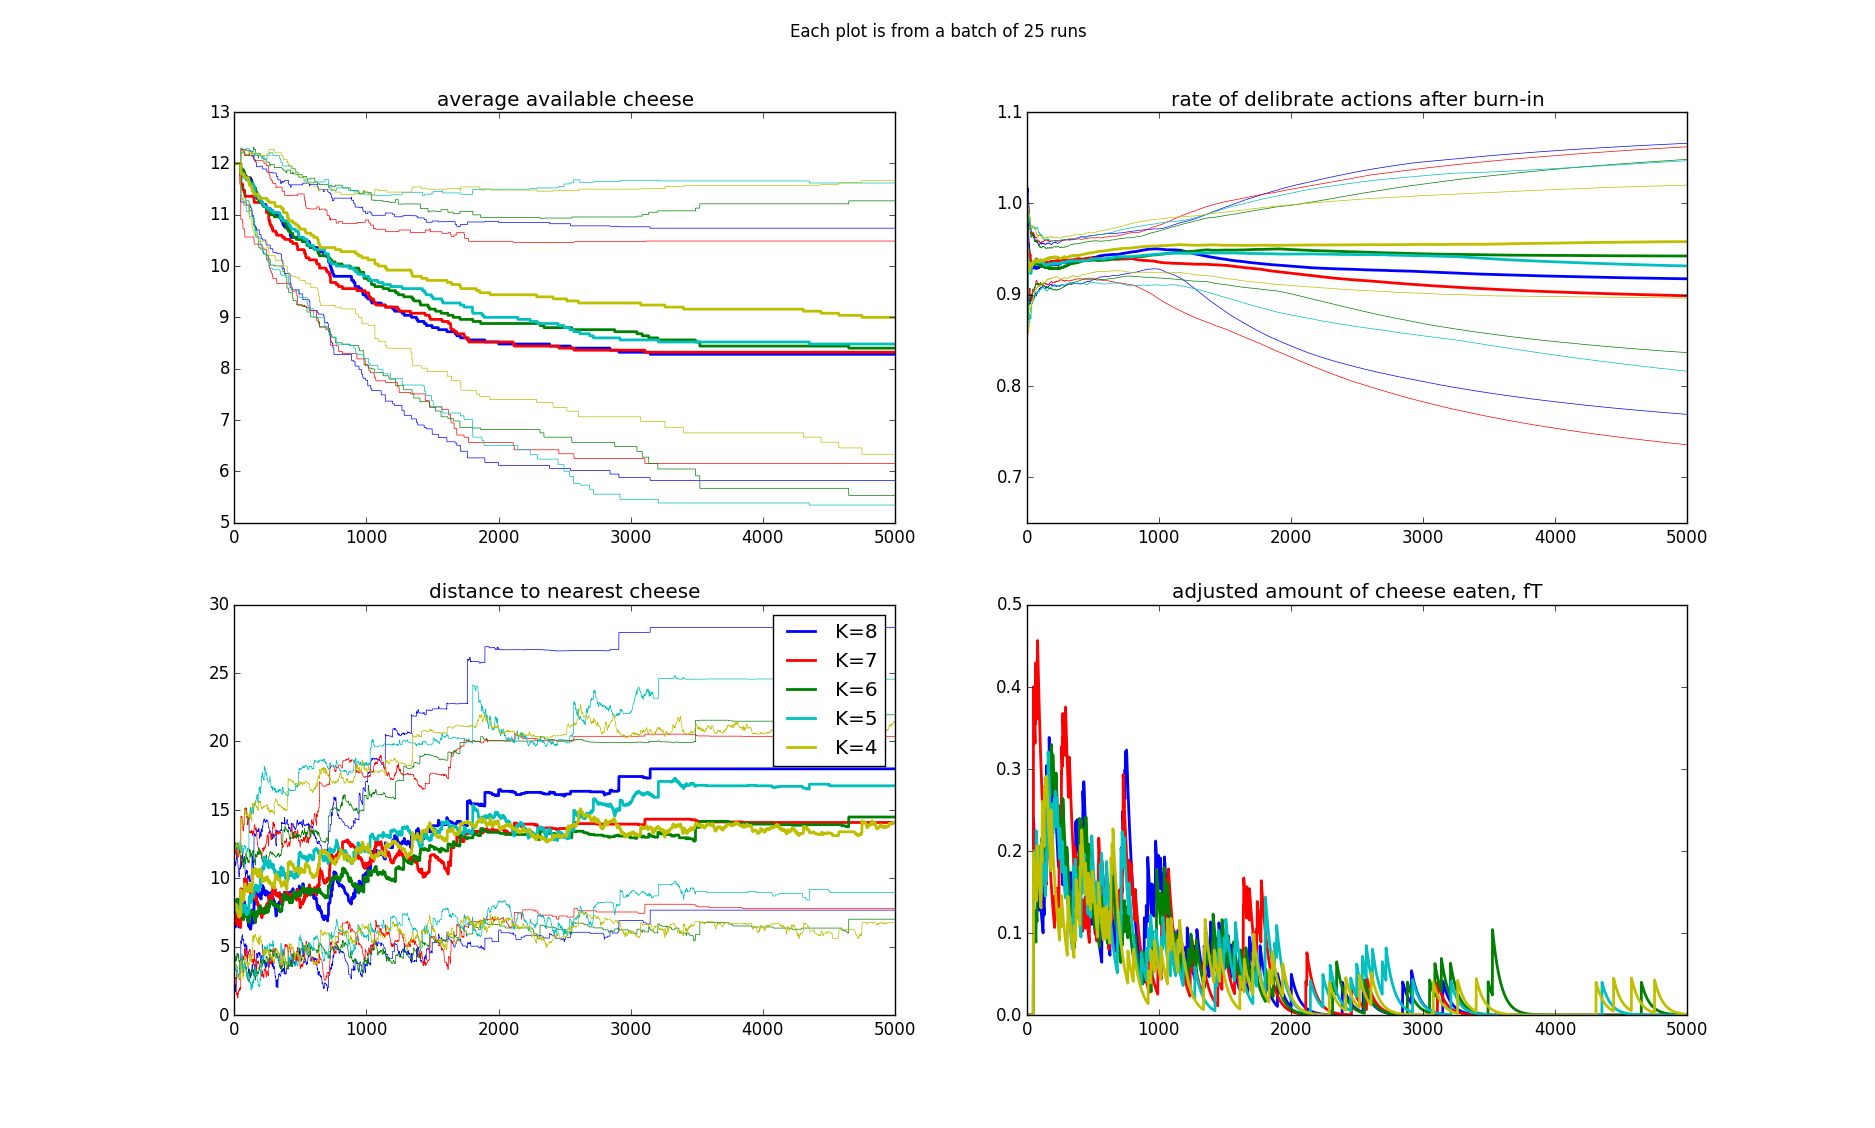 Each plot is from a batch of 25 runs
average available cheese
13
12
11
10
9
8
7
6
5
0 1000 2000 3000 4000 5000
rate of delibrate actions after burn-in
1.1
1.0
0.9
0.8
0.7
0 1000 2000 3000 4000 5000
distance to nearest cheese
30
25
20
15
10
5
0
0 1000 2000 3000 4000 5000
K=8
K=7
K=6
K=5
K=4
adjusted amount of cheese eaten, fT
0.5
0.4
0.3
0.2
0.1
0.0
0 1000 2000 3000 4000 5000